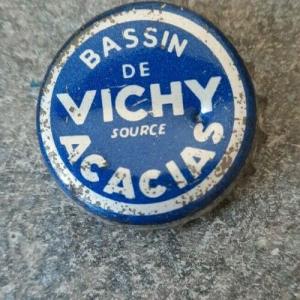 BASSIN
DE
VICHY
SOURCE
ACACIAS